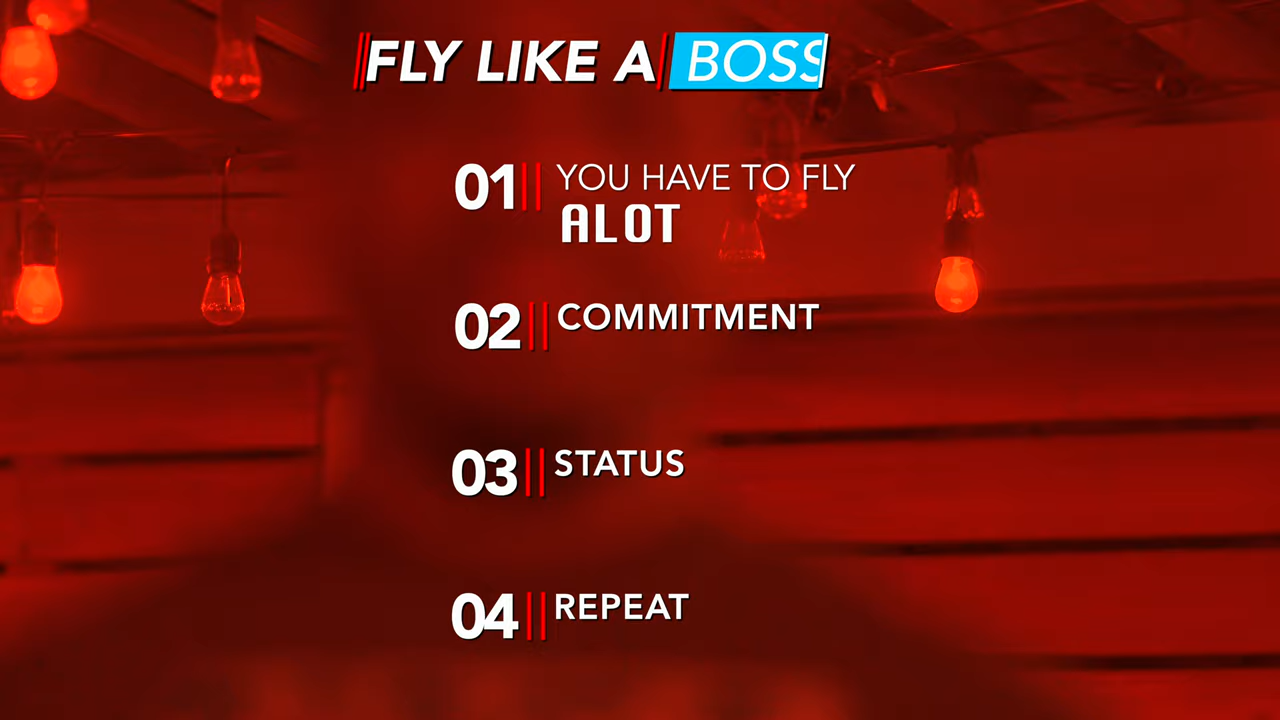 FLY LIKE A BOSS
01 YOU HAVE TO FLY
ALOT
02 COMMITMENT
03 STATUS
04 REPEAT